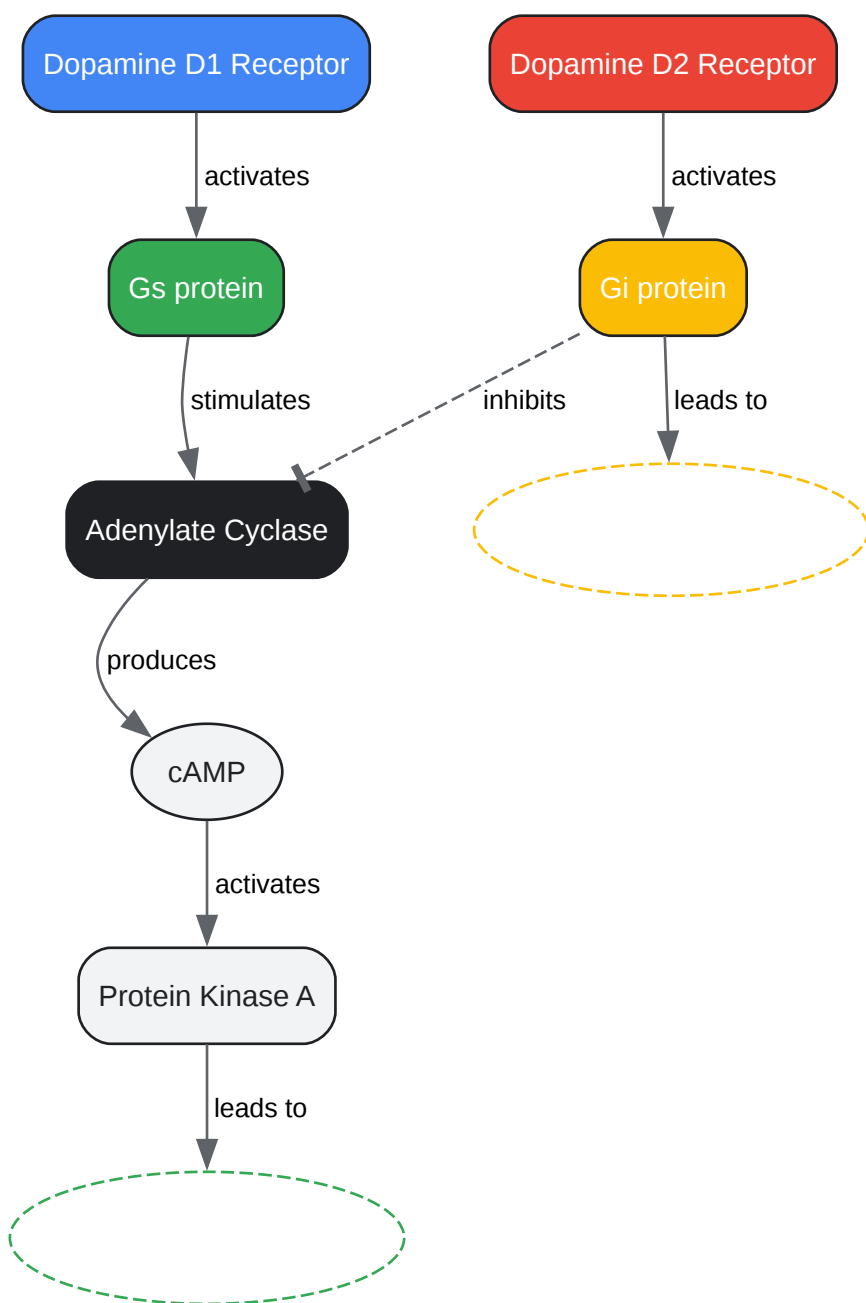 Dopamine D1 Receptor
Dopamine D2 Receptor
activates
activates
Gs protein
Gi protein
stimulates
inhibits
leads to
Adenylate Cyclase
produces
cAMP
activates
Protein Kinase A
leads to